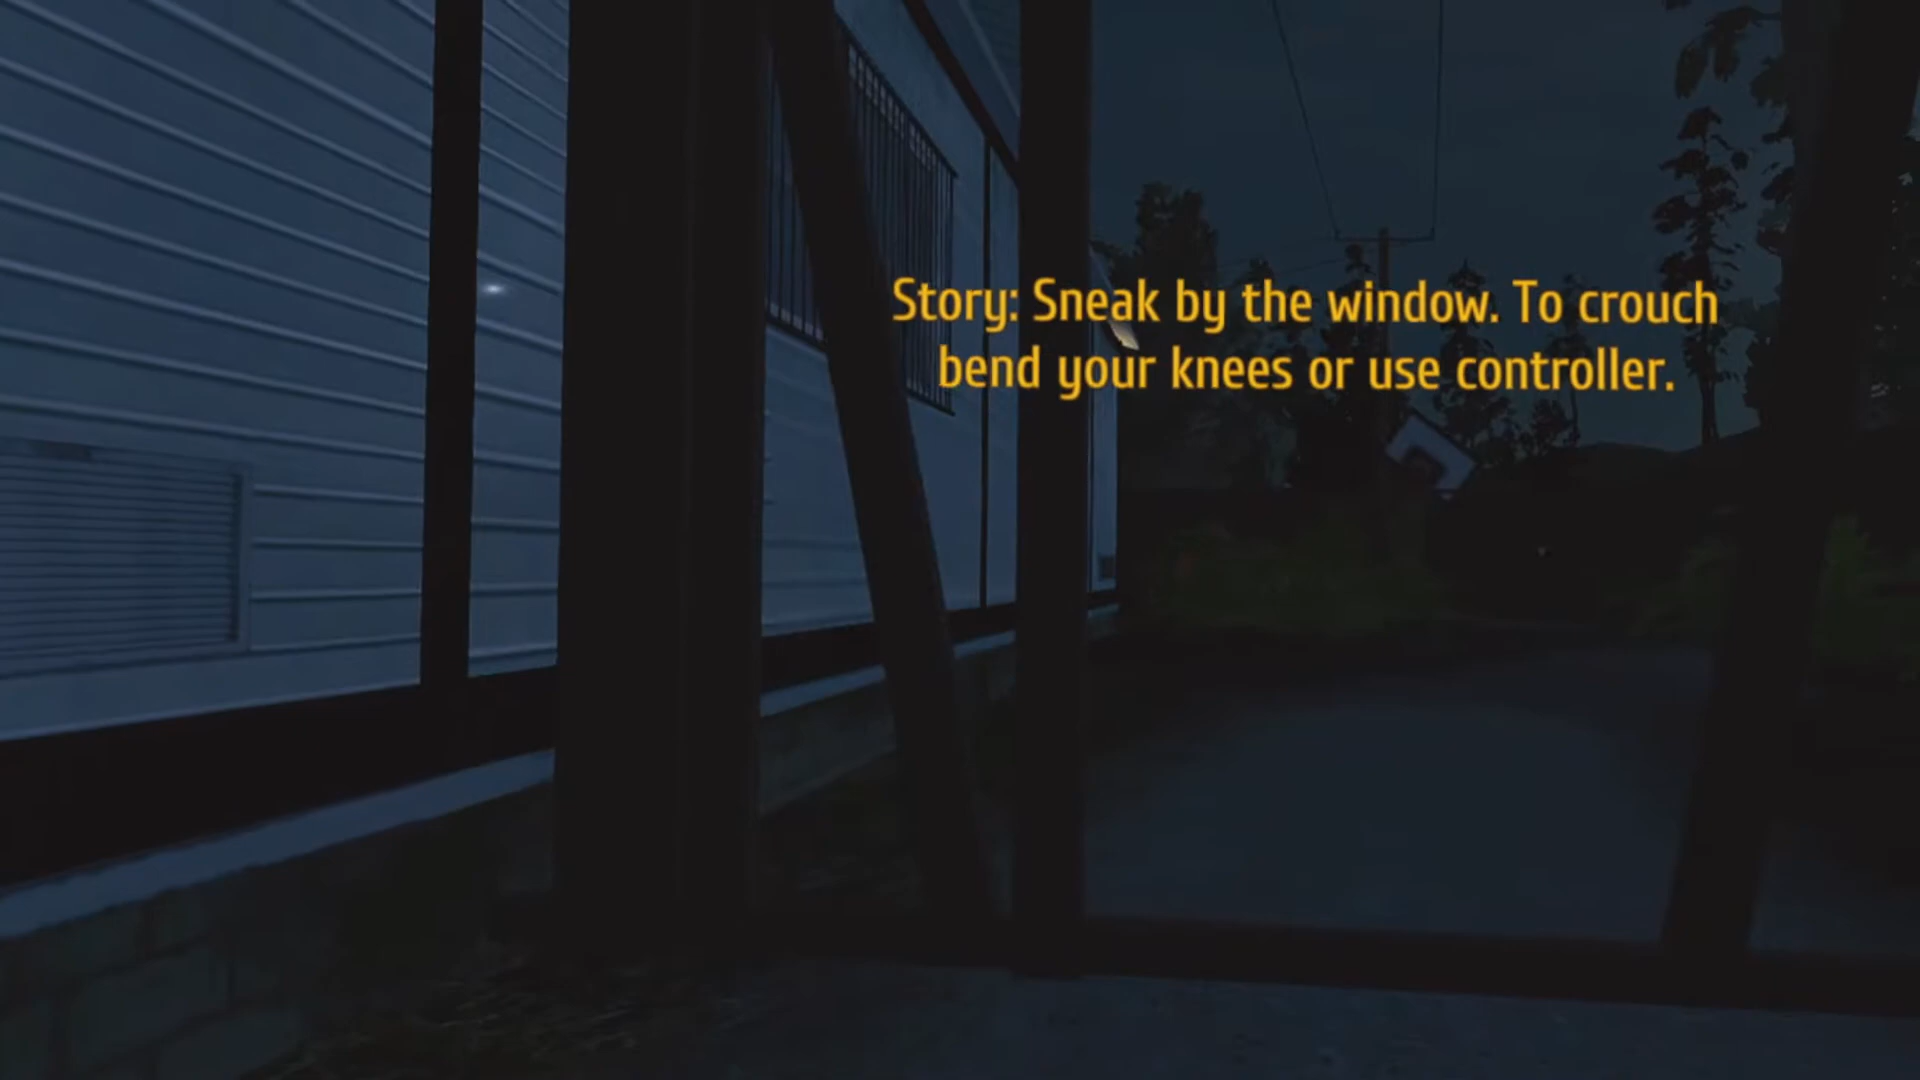 Story: Sneak by the window. To crouch
bend your knees or use controller.